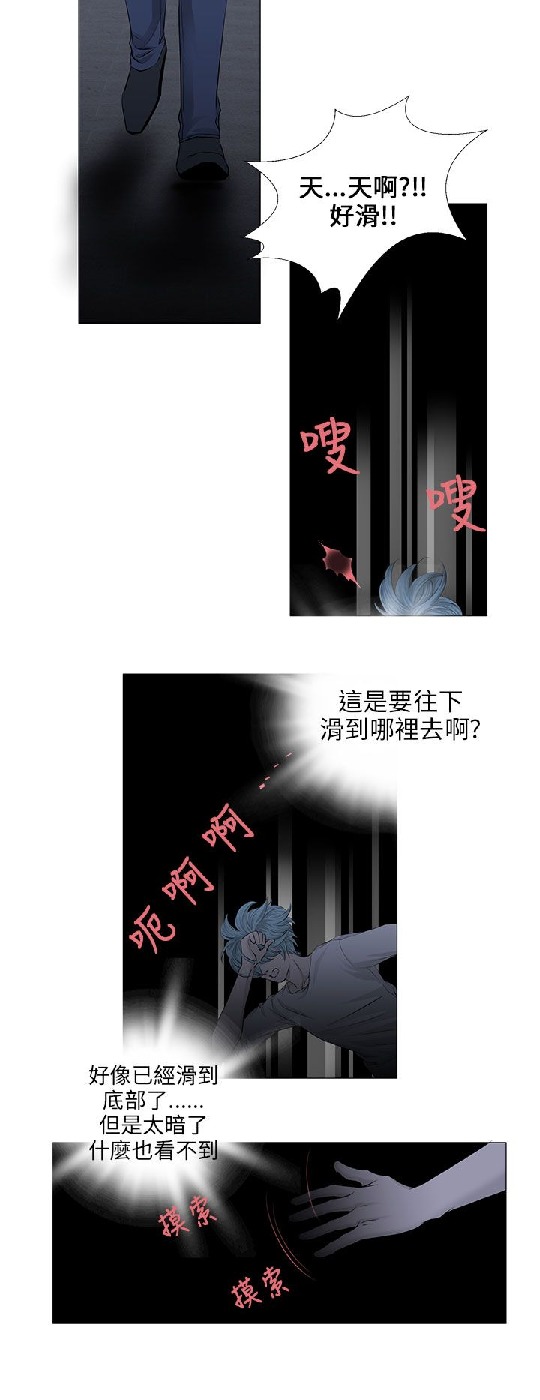 天...天啊?!!
好滑!!
嗖
嗖
這是要往下
滑到哪裡去啊?
呃啊啊啊...
好像已經滑到
底部了......
但是太暗了
什麼也看不到
摸索
摸索